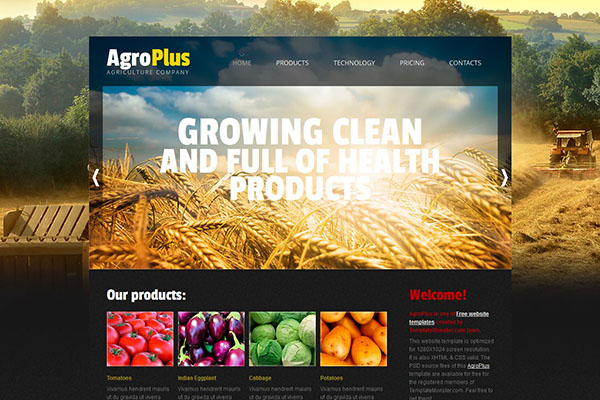 AgroPlus
AGRICULTURE COMPANY
HOME PRODUCTS TECHNOLOGY PRICING CONTACTS
GROWING CLEAN
AND FULL OF HEALTH
PRODUCTS
Our products:
Tomatoes
Vivamus hendrerit mauris
ut du gravida ut viverra
Indian Eggplant
Vivamus hendrerit mauris
ut du gravida ut viverra
Cabbage
Vivamus hendrerit mauris
ut du gravida ut viverra
Potatoes
Vivamus hendrerit mauris
ut du gravida ut viverra
Welcome!
AgroPlus is one of Free website
templates created by
TemplateMonster.com team.
This website template is optimized
for 1280X1024 screen resolution.
It is also XHTML & CSS valid. The
PSD source files of this AgroPlus
template are available for free for
the registered members of
TemplateMonster.com. Feel free to